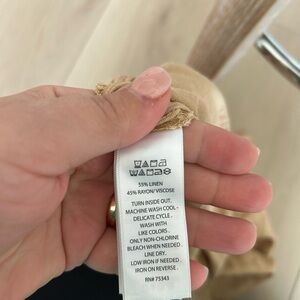 55% LINEN
45% RAYON/ VISCOSE
TURN INSIDE OUT.
MACHINE WASH COOL -
DELICATE CYCLE.
WASH WITH
LIKE COLORS.
ONLY NON-CHLORINE
BLEACH WHEN NEEDED.
LINE DRY.
LOW IRON IF NEEDED.
IRON ON REVERSE.
RN# 75343